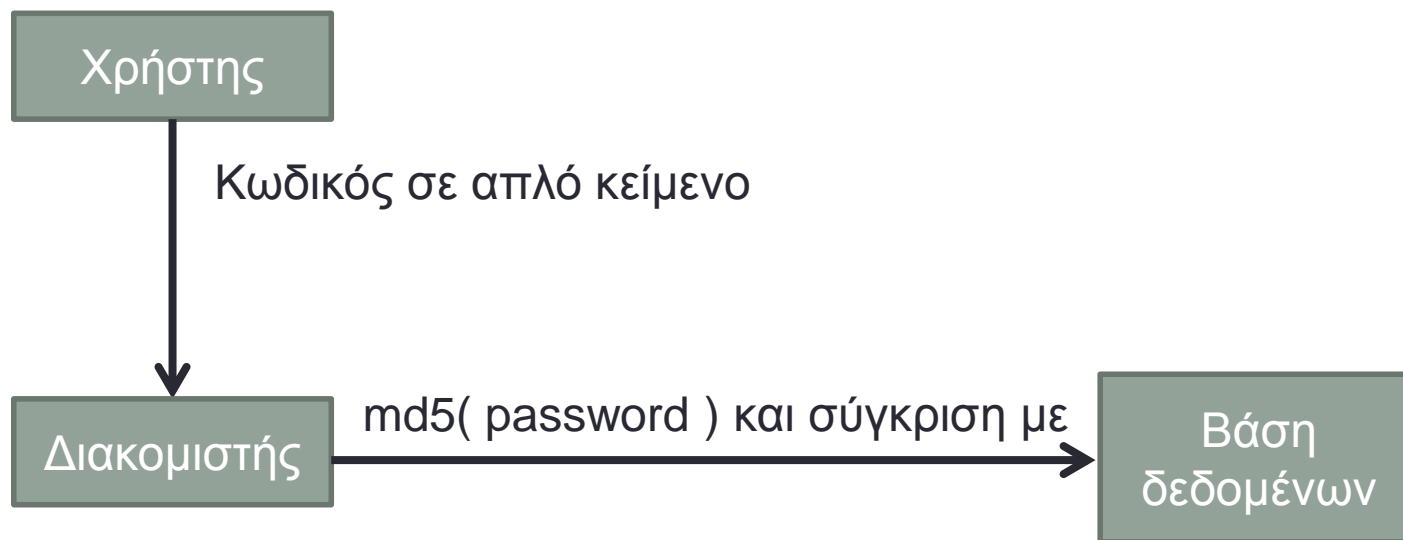 Χρήστης
Κωδικός σε απλό κείμενο
Διακομιστής
md5( password ) και σύγκριση με
Βάση
δεδομένων